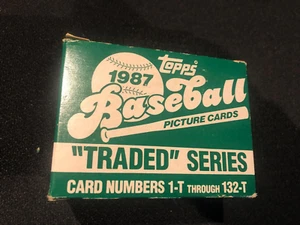 topps
1987
Baseball
PICTURE CARDS
"TRADED" SERIES
CARD NUMBERS 1-T THROUGH 132-T